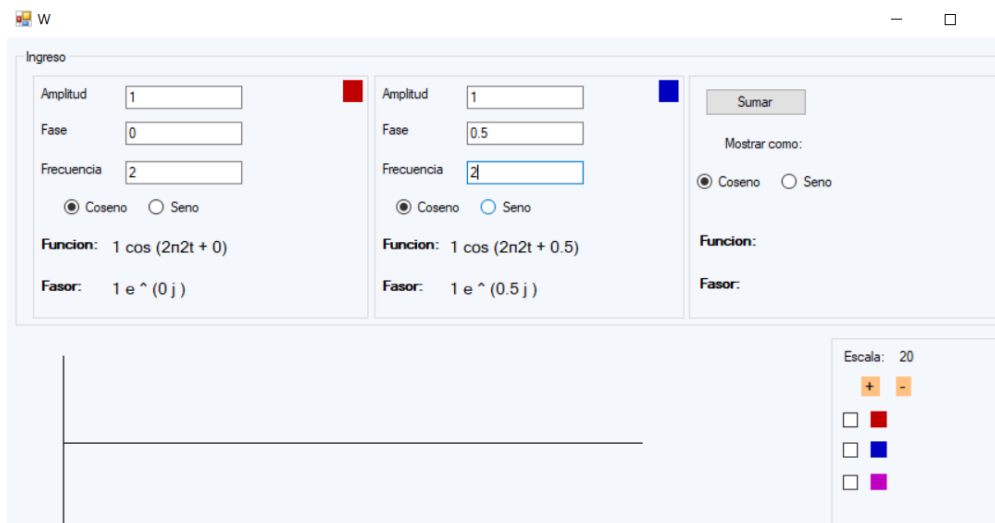 W
Ingreso
Amplitud 1
Fase 0
Frecuencia 2
Coseno Seno
Funcion: 1 cos (2π2t + 0)
Fasor: 1 e ^ (0 j )
Amplitud 1
Fase 0.5
Frecuencia 2
Coseno Seno
Funcion: 1 cos (2π2t + 0.5)
Fasor: 1 e ^ (0.5 j )
Sumar
Mostrar como:
Coseno Seno
Funcion:
Fasor:
Escala: 20
+ -